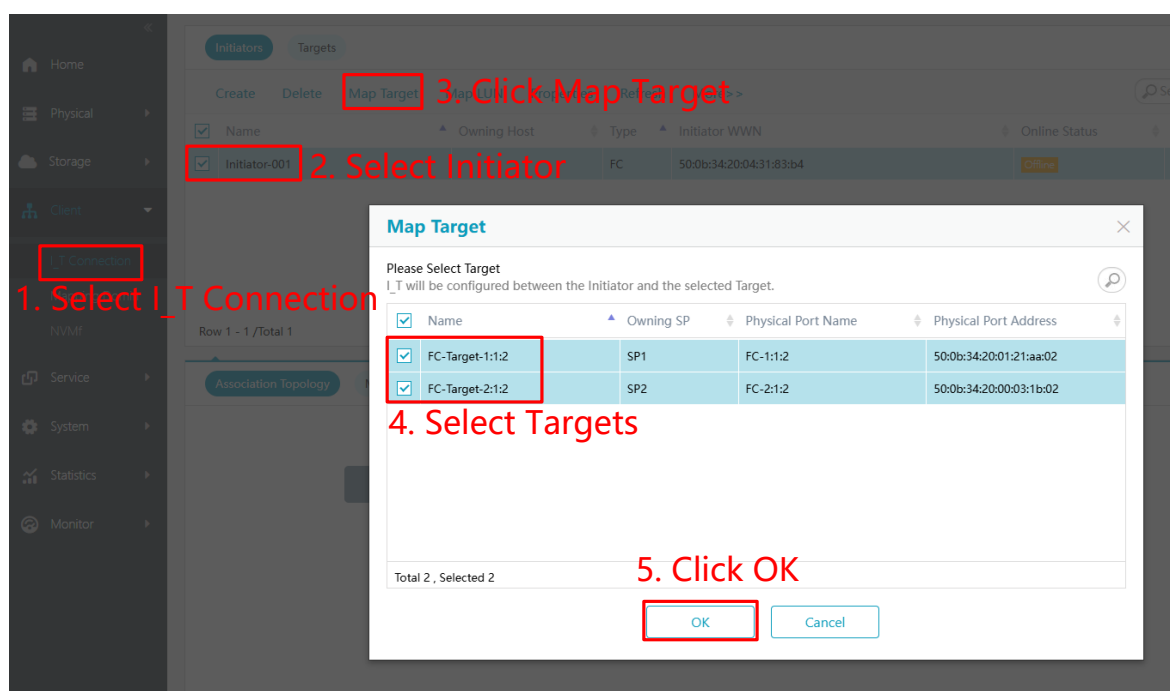 «
Initiators Targets
Home
Create Delete Map Target Map LUN Properties Refresh >
3. Click Map Target
Physical
Name Owning Host Type Initiator WWN Online Status
Storage
Initiator-001 FC 50:0b:34:20:04:31:83:b4 Offline
2. Select Initiator
Client
Map Target
I_T Connection
Please Select Target
I_T will be configured between the Initiator and the selected Target.
1. Select I_T Connection
Name Owning SP Physical Port Name Physical Port Address
NVMf
Row 1 - 1 /Total 1
FC-Target-1:1:2 SP1 FC-1:1:2 50:0b:34:20:01:21:aa:02
Service
Association Topology
FC-Target-2:1:2 SP2 FC-2:1:2 50:0b:34:20:00:03:1b:02
4. Select Targets
System
Statistics
Monitor
5. Click OK
Total 2 , Selected 2
OK Cancel